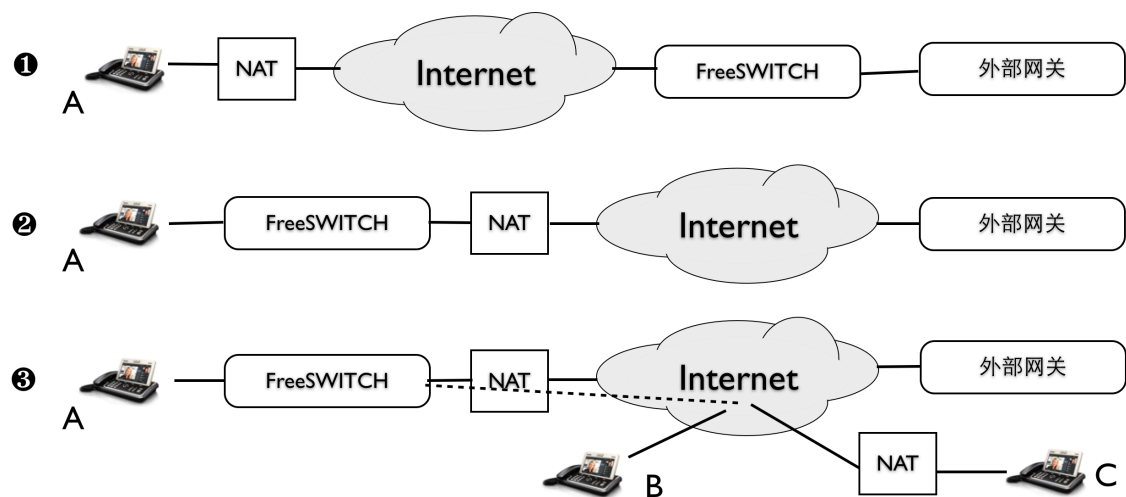 ❶ A NAT Internet FreeSWITCH 外部网关
❷ A FreeSWITCH NAT Internet 外部网关
❸ A FreeSWITCH NAT Internet 外部网关
B NAT C